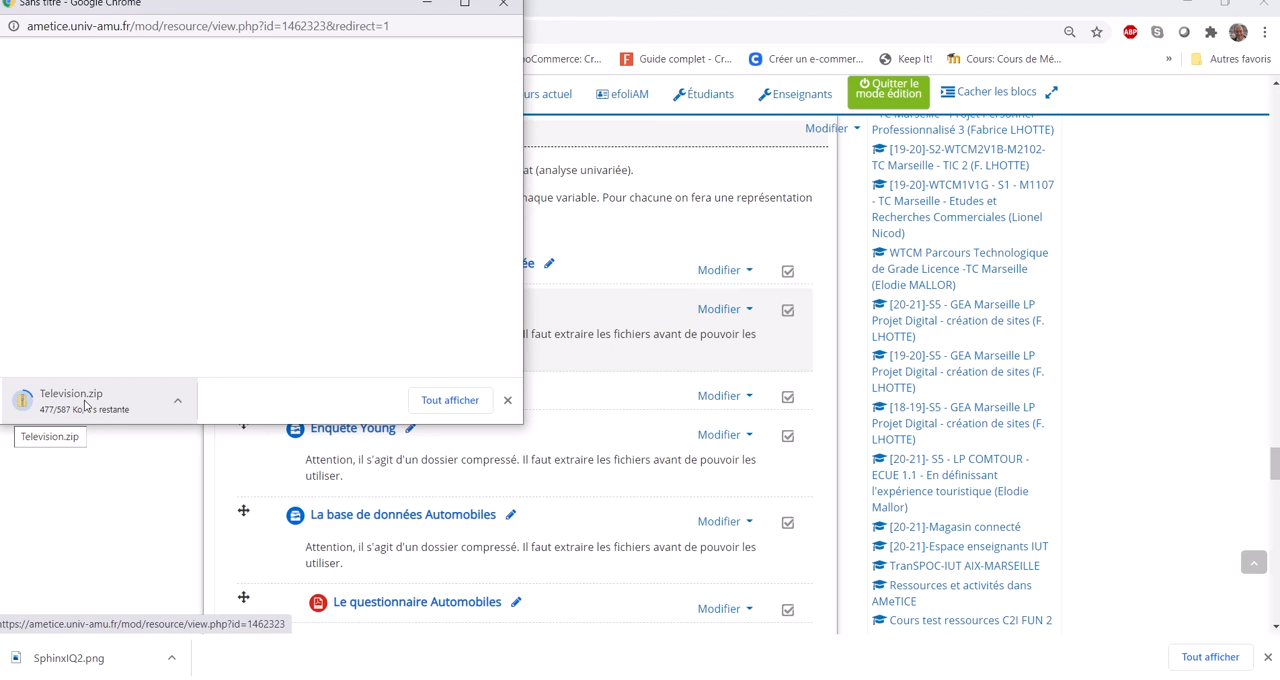 Sans titre - Google Chrome
ametice.univ-amu.fr/mod/resource/view.php?id=1462323&redirect=1
ooCommerce: Cr...
Guide complet - Cr...
Créer un e-commer...
Keep It!
Cours: Cours de Mé...
»
Autres favoris
ABP
urs actuel
efoliAM
Étudiants
Enseignants
Quitter le
mode édition
Cacher les blocs
Modifier
at (analyse univariée).
haque variable. Pour chacune on fera une représentation
ée
Modifier
Modifier
Il faut extraire les fichiers avant de pouvoir les
Modifier
Television.zip
477/587 Ko,
s restante
Tout afficher
Television.zip
Enquête Young
Modifier
Attention, il s'agit d'un dossier compressé. Il faut extraire les fichiers avant de pouvoir les
utiliser.
La base de données Automobiles
Modifier
Attention, il s'agit d'un dossier compressé. Il faut extraire les fichiers avant de pouvoir les
utiliser.
Le questionnaire Automobiles
Modifier
TC Marseille - Projet Personnel
Professionnalisé 3 (Fabrice LHOTTE)
[19-20]-S2-WTCM2V1B-M2102-
TC Marseille - TIC 2 (F. LHOTTE)
[19-20]-WTCM1V1G - S1 - M1107
- TC Marseille - Etudes et
Recherches Commerciales (Lionel
Nicod)
WTCM Parcours Technologique
de Grade Licence -TC Marseille
(Elodie MALLOR)
[20-21]-S5 - GEA Marseille LP
Projet Digital - création de sites (F.
LHOTTE)
[19-20]-S5 - GEA Marseille LP
Projet Digital - création de sites (F.
LHOTTE)
[18-19]-S5 - GEA Marseille LP
Projet Digital - création de sites (F.
LHOTTE)
[20-21]- S5 - LP COMTOUR -
ECUE 1.1 - En définissant
l'expérience touristique (Elodie
Mallor)
[20-21]-Magasin connecté
[20-21]-Espace enseignants IUT
TranSPOC-IUT AIX-MARSEILLE
Ressources et activités dans
AMeTICE
Cours test ressources C2I FUN 2
https://ametice.univ-amu.fr/mod/resource/view.php?id=1462323
SphinxIQ2.png
Tout afficher